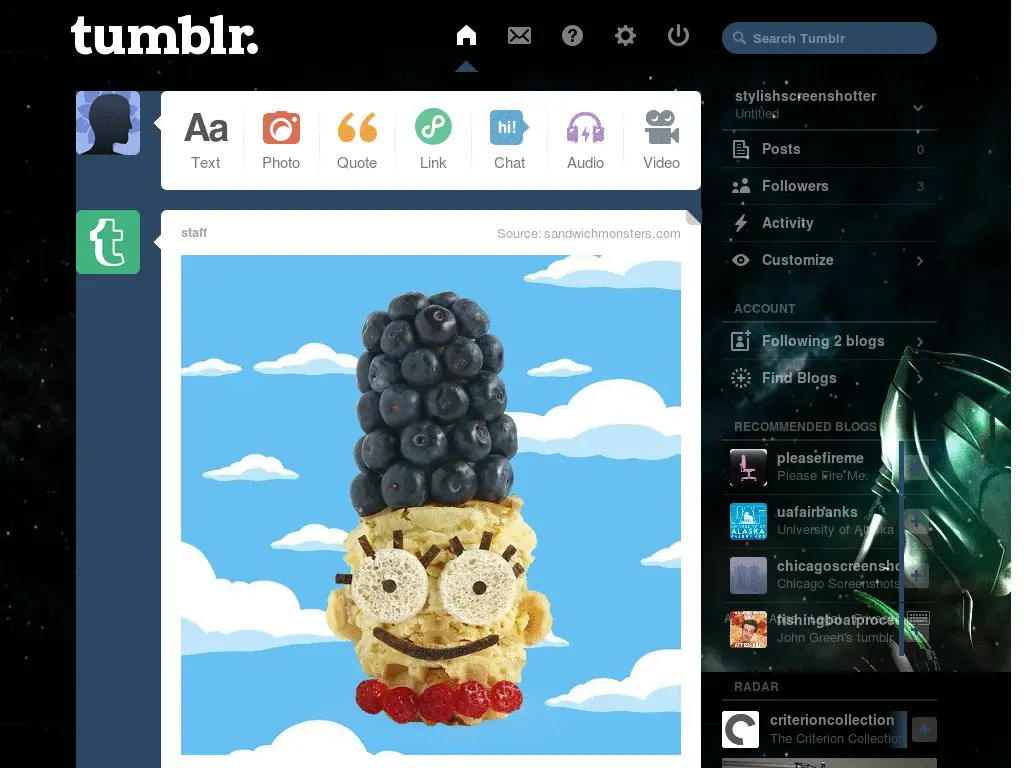 tumblr.
Search Tumblr
Aa
hi!
Text
Photo
Quote
Link
Chat
Audio
Video
staff
Source: sandwichmonsters.com
stylishscreenshotter
Untitled
Posts 0
Followers 3
Activity
Customize
ACCOUNT
Following 2 blogs
Find Blogs
RECOMMENDED BLOGS
pleasefireme
Please Fire Me.
UAF
uafairbanks
University of Alaska
chicagoscreensho
Chicago Screenshots
fishingboatproce
John Green's tumblr
RADAR
criterioncollection
The Criterion Collection